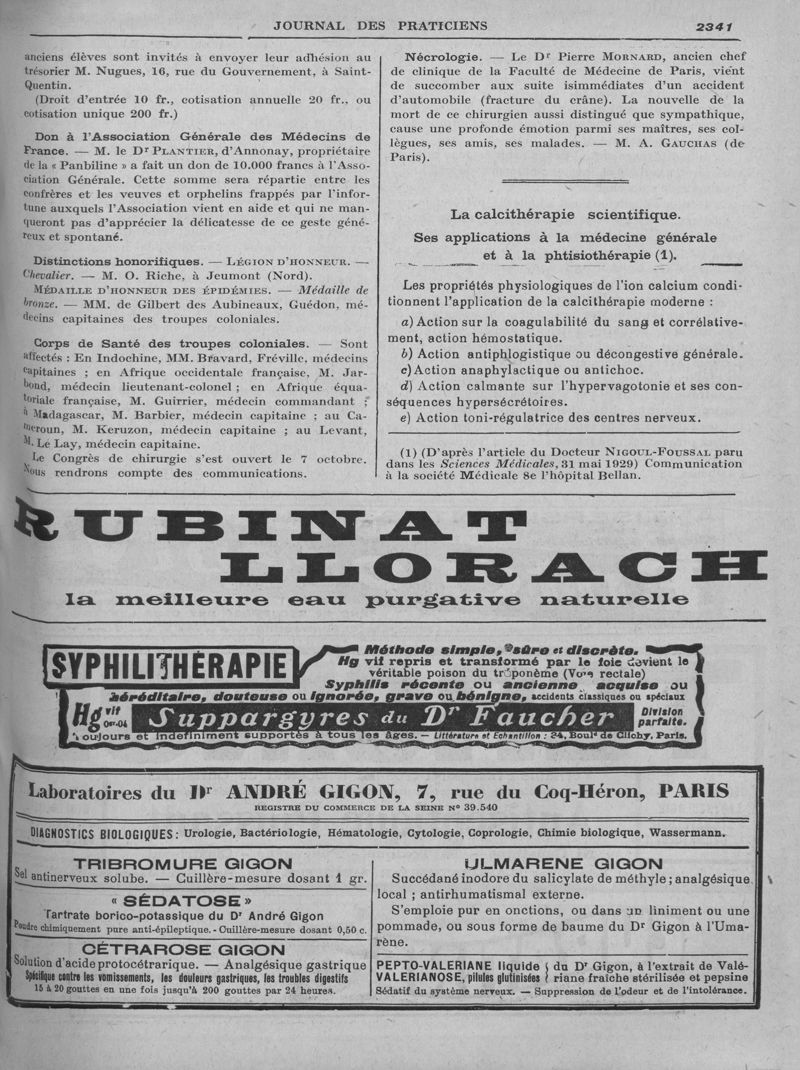 JOURNAL DES PRATICIENS 2341
anciens élèves sont invités à envoyer leur adhésion au
trésorier M. Nugues, 16, rue du Gouvernement, à Saint-
Quentin.
(Droit d'entrée 10 fr., cotisation annuelle 20 fr., ou
cotisation unique 200 fr.)
Don à l'Association Générale des Médecins de
France. — M. le Dr PLANTIER, d'Annonay, propriétaire
de la « Panbiline » a fait un don de 10.000 francs à l'Asso-
ciation Générale. Cette somme sera répartie entre les
confrères et les veuves et orphelins frappés par l'infor-
tune auxquels l'Association vient en aide et qui ne man-
queront pas d'apprécier la délicatesse de ce geste géné-
reux et spontané.
Distinctions honorifiques. — LÉGION D'HONNEUR. —
Chevalier. — M. O. Riche, à Jeumont (Nord).
MÉDAILLE D'HONNEUR DES ÉPIDÉMIES. — Médaille de
bronze. — MM. de Gilbert des Aubineaux, Guédon, mé-
decins capitaines des troupes coloniales.
Corps de Santé des troupes coloniales. — Sont
affectés : En Indochine, MM. Bravard, Fréville, médecins
capitaines ; en Afrique occidentale française, M. Jar-
bond, médecin lieutenant-colonel ; en Afrique équa-
toriale française, M. Guirrier, médecin commandant ;
à Madagascar, M. Barbier, médecin capitaine ; au Ca-
meroun, M. Keruzon, médecin capitaine ; au Levant,
M. Le Lay, médecin capitaine.
Le Congrès de chirurgie s'est ouvert le 7 octobre.
Nous rendrons compte des communications.
Nécrologie. — Le Dr Pierre MORNARD, ancien chef
de clinique de la Faculté de Médecine de Paris, vient
de succomber aux suite isimmédiates d'un accident
d'automobile (fracture du crâne). La nouvelle de la
mort de ce chirurgien aussi distingué que sympathique,
cause une profonde émotion parmi ses maîtres, ses col-
lègues, ses amis, ses malades. — M. A. GAUCHAS (de
Paris).
La calcithérapie scientifique.
Ses applications à la médecine générale
et à la phtisiothérapie (1).
Les propriétés physiologiques de l'ion calcium condi-
tionnent l'application de la calcithérapie moderne :
a) Action sur la coagulabilité du sang et corrélative-
ment, action hémostatique.
b) Action antiphlogistique ou décongestive générale.
c) Action anaphylactique ou antichoc.
d) Action calmante sur l'hypervagotonie et ses con-
séquences hypersécrétoires.
e) Action toni-régulatrice des centres nerveux.
(1) (D'après l'article du Docteur NIGOUL-FOUSSAL paru
dans les Sciences Médicales, 31 mai 1929) Communication
à la société Médicale 8e l'hôpital Bellan.
RUBINAT
LLORACH
la meilleure eau purgative naturelle
SYPHILITHÉRAPIE
Méthode simple, sûre et discrète.
Hg vif repris et transformé par le foie devient le
véritable poison du tréponème (Voie rectale)
Syphilis récente ou ancienne, acquise ou
héréditaire, douteuse ou ignorée, grave ou bénigne, accidents classiques ou spéciaux
Hg vif 0gr.04 Suppargyres du Dr Faucher Division parfaite.
Toujours et indéfiniment supportés à tous les âges. — Littérature et Echantillon : 24, Bould de Clichy, Paris.
Laboratoires du Dr ANDRÉ GIGON, 7, rue du Coq-Héron, PARIS
REGISTRE DU COMMERCE DE LA SEINE N° 39.540
DIAGNOSTICS BIOLOGIQUES : Urologie, Bactériologie, Hématologie, Cytologie, Coprologie, Chimie biologique, Wassermann.
TRIBROMURE GIGON
Sel antinerveux soluble. — Cuillère-mesure dosant 1 gr.
« SÉDATOSE »
Tartrate borico-potassique du Dr André Gigon
Poudre chimiquement pure anti-épileptique. - Cuillère-mesure dosant 0,50 c.
CÉTRAROSE GIGON
Solution d'acide protocétrarique. — Analgésique gastrique
Spécifique contre les vomissements, les douleurs gastriques, les troubles digestifs
15 à 20 gouttes en une fois jusqu'à 200 gouttes par 24 heures.
ULMARENE GIGON
Succédané inodore du salicylate de méthyle ; analgésique
local ; antirhumatismal externe.
S'emploie pur en onctions, ou dans un liniment ou une
pommade, ou sous forme de baume du Dr Gigon à l'Uma-
rène.
PEPTO-VALERIANE liquide } du Dr Gigon, à l'extrait de Valé-
VALERIANOSE, pilules glutinisées } riane fraîche stérilisée et pepsine
Sédatif du système nerveux. — Suppression de l'odeur et de l'intolérance.